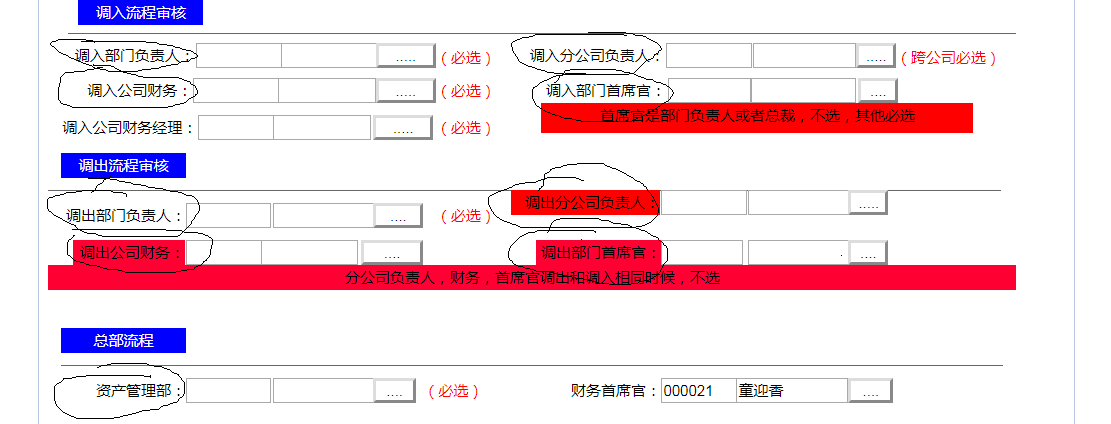 调入流程审核
调入部门负责人： ..... （必选） 调入分公司负责人： ..... （跨公司必选）
调入公司财务： ..... （必选） 调入部门首席官： ....
首席官是部门负责人或者总裁，不选，其他必选
调入公司财务经理： ..... （必选）
调出流程审核
调出部门负责人： .... （必选） 调出分公司负责人： .....
调出公司财务： .... 调出部门首席官： ....
分公司负责人，财务，首席官调出和调入相同时候，不选
总部流程
资产管理部： .... （必选） 财务首席官： 000021 童迎香 ....